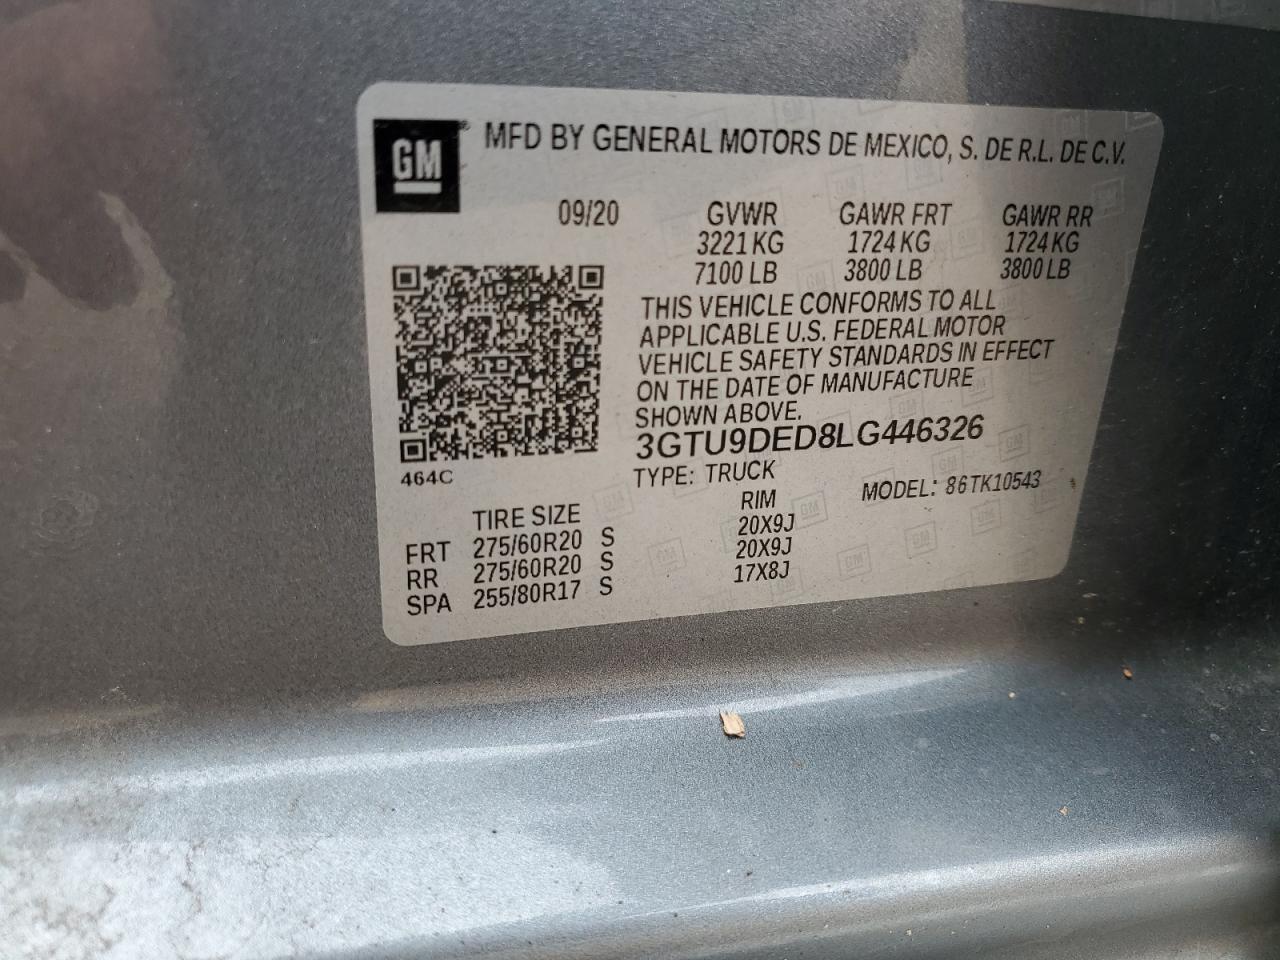 GM® MFD BY GENERAL MOTORS DE MEXICO, S. DE R.L. DE C.V.
09/20 GVWR GAWR FRT GAWR RR
3221 KG 1724 KG 1724 KG
7100 LB 3800 LB 3800 LB
THIS VEHICLE CONFORMS TO ALL
APPLICABLE U.S. FEDERAL MOTOR
VEHICLE SAFETY STANDARDS IN EFFECT
ON THE DATE OF MANUFACTURE
SHOWN ABOVE.
3GTU9DED8LG446326
464C
TYPE: TRUCK MODEL: 86TK10543
TIRE SIZE RIM
FRT 275/60R20 S 20X9J
RR 275/60R20 S 20X9J
SPA 255/80R17 S 17X8J